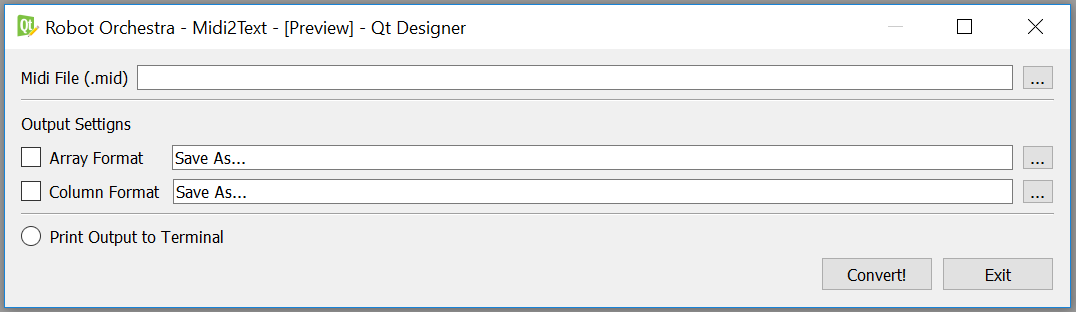 Qt Robot Orchestra - Midi2Text - [Preview] - Qt Designer
Midi File (.mid) ...
Output Settigns
Array Format Save As... ...
Column Format Save As... ...
Print Output to Terminal
Convert! Exit